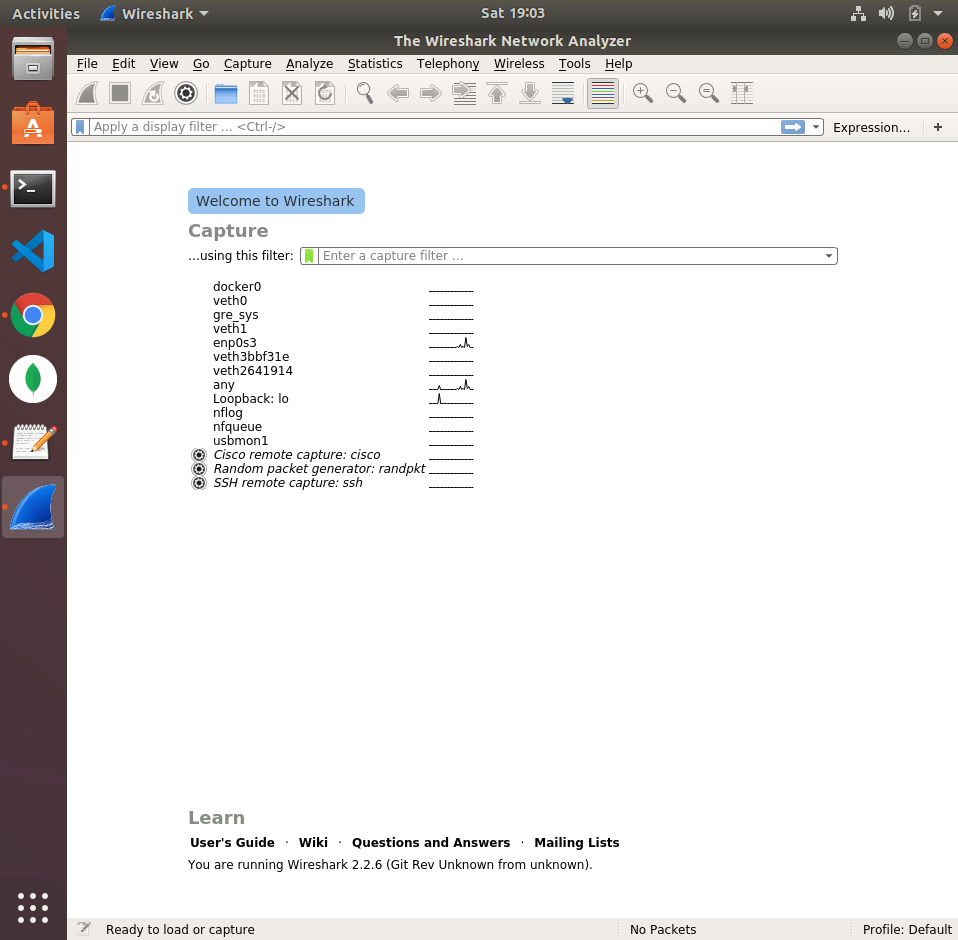 Activities Wireshark Sat 19:03
The Wireshark Network Analyzer
File Edit View Go Capture Analyze Statistics Telephony Wireless Tools Help
Apply a display filter ... <Ctrl-/> Expression... +
Welcome to Wireshark
Capture
...using this filter: Enter a capture filter ...
docker0
veth0
gre_sys
veth1
enp0s3
veth3bbf31e
veth2641914
any
Loopback: lo
nflog
nfqueue
usbmon1
Cisco remote capture: cisco
Random packet generator: randpkt
SSH remote capture: ssh
Learn
User's Guide · Wiki · Questions and Answers · Mailing Lists
You are running Wireshark 2.2.6 (Git Rev Unknown from unknown).
Ready to load or capture No Packets Profile: Default